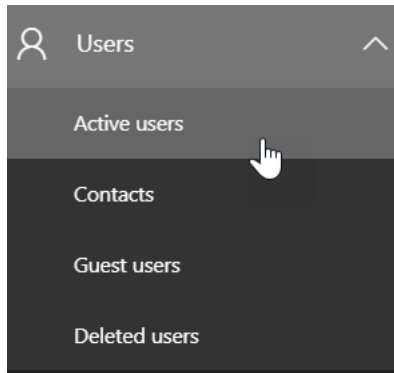 Users
Active users
Contacts
Guest users
Deleted users